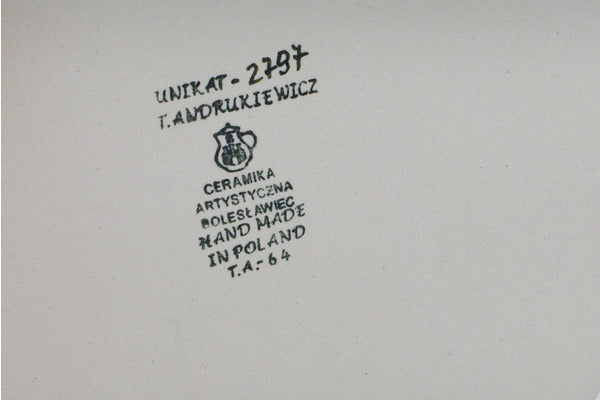 UNIKAT - 2797
T. ANDRUKIEWICZ
CERAMIKA
ARTYSTYCZNA
BOLESŁAWIEC
HAND MADE
IN POLAND
T.A.- 64